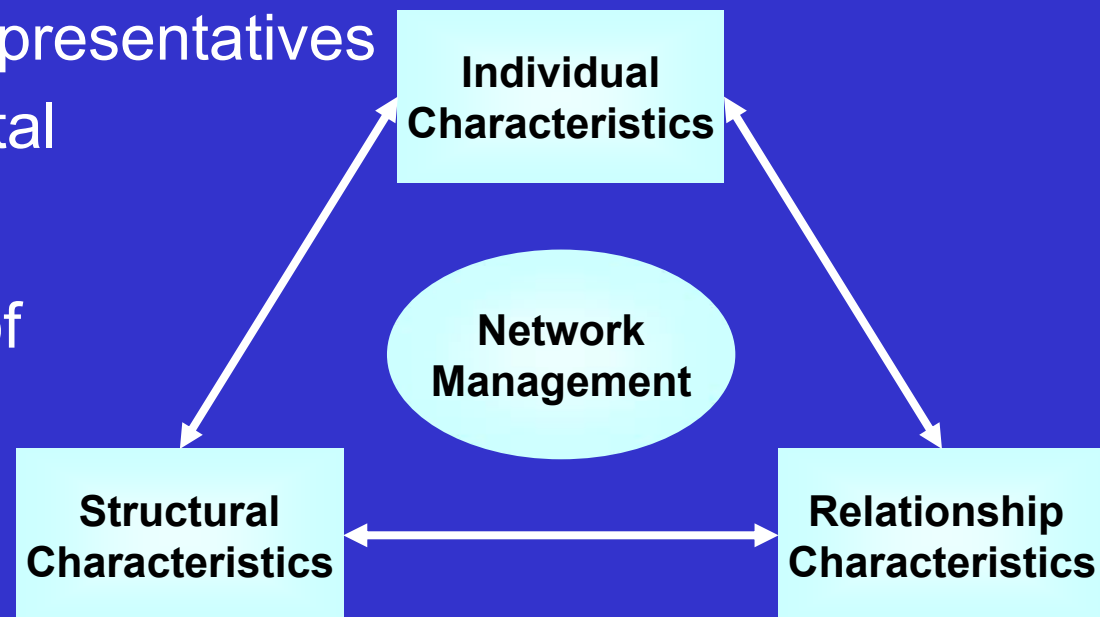 presentatives
tal
of
Individual
Characteristics
Network
Management
Structural
Characteristics
Relationship
Characteristics